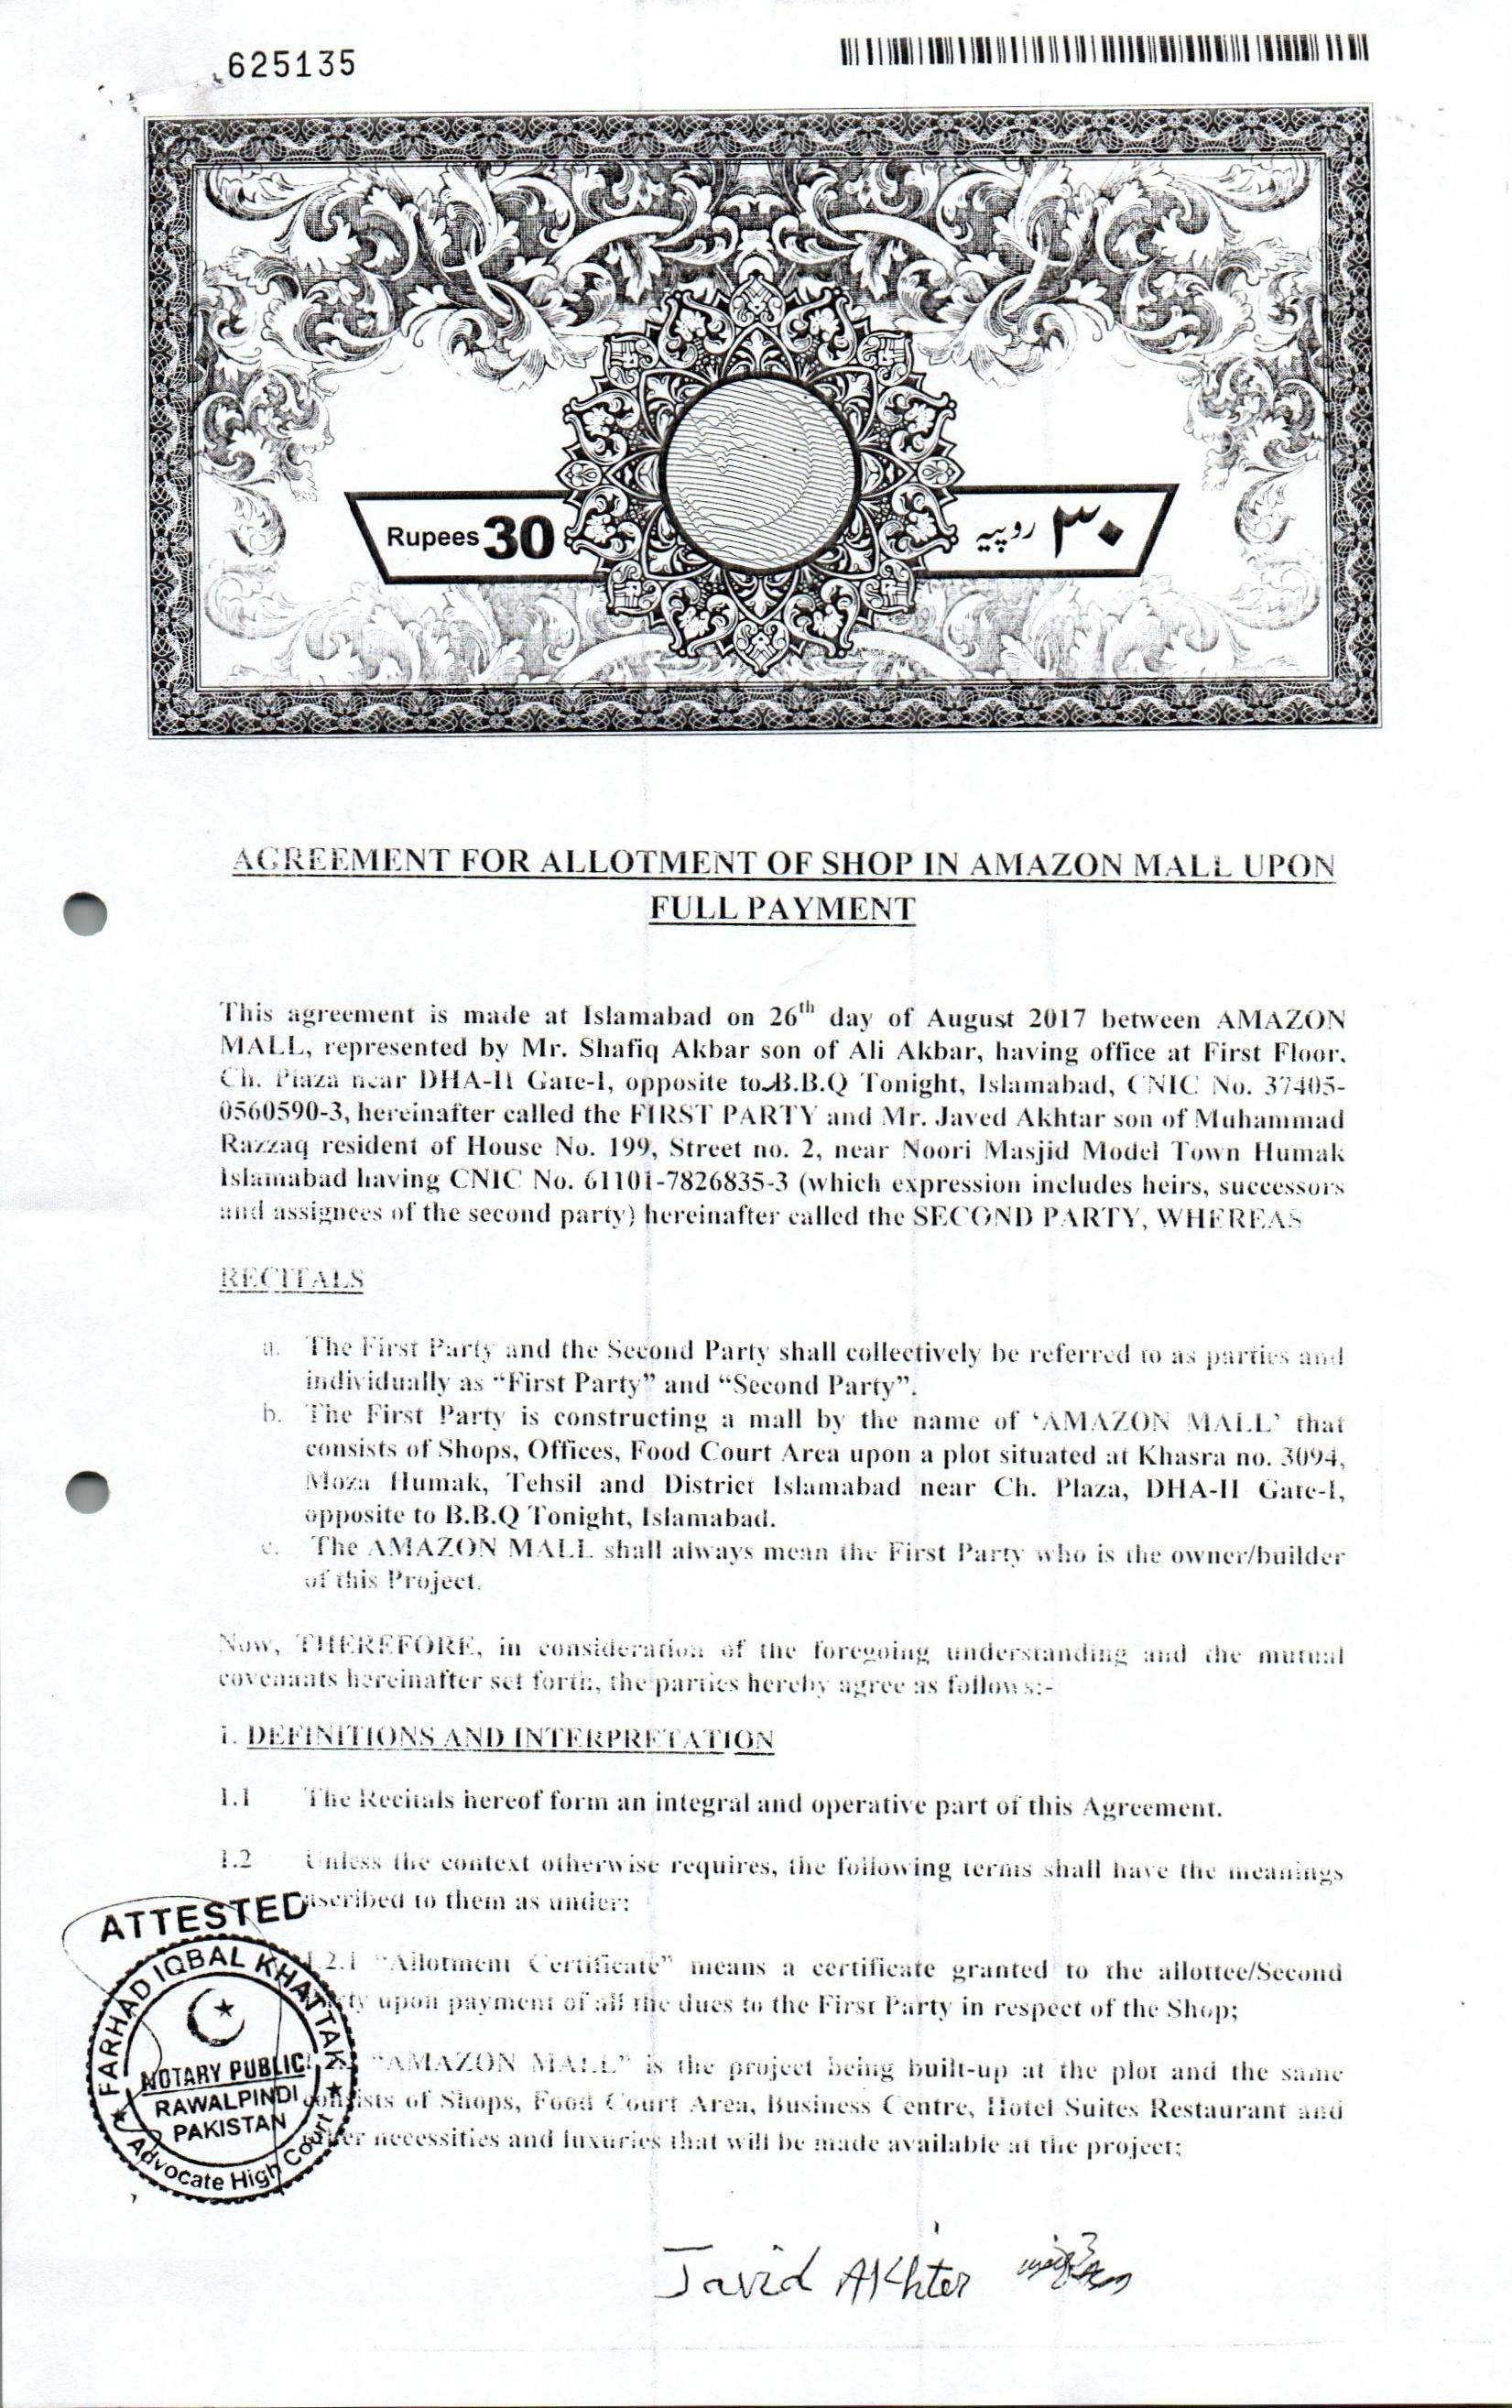 625135
Rupees 30
۳۰ روپیہ
AGREEMENT FOR ALLOTMENT OF SHOP IN AMAZON MALL UPON
FULL PAYMENT
This agreement is made at Islamabad on 26th day of August 2017 between AMAZON
MALL, represented by Mr. Shafiq Akbar son of Ali Akbar, having office at First Floor,
Ch. Plaza near DHA-II Gate-I, opposite to B.B.Q Tonight, Islamabad, CNIC No. 37405-
0560590-3, hereinafter called the FIRST PARTY and Mr. Javed Akhtar son of Muhammad
Razzaq resident of House No. 199, Street no. 2, near Noori Masjid Model Town Humak
Islamabad having CNIC No. 61101-7826835-3 (which expression includes heirs, successors
and assignees of the second party) hereinafter called the SECOND PARTY, WHEREAS
RECITALS
a. The First Party and the Second Party shall collectively be referred to as parties and
individually as “First Party” and “Second Party”.
b. The First Party is constructing a mall by the name of ‘AMAZON MALL’ that
consists of Shops, Offices, Food Court Area upon a plot situated at Khasra no. 3094,
Moza Humak, Tehsil and District Islamabad near Ch. Plaza, DHA-II Gate-I,
opposite to B.B.Q Tonight, Islamabad.
c. The AMAZON MALL shall always mean the First Party who is the owner/builder
of this Project.
Now, THEREFORE, in consideration of the foregoing understanding and the mutual
covenants hereinafter set forth, the parties hereby agree as follows:-
1. DEFINITIONS AND INTERPRETATION
1.1 The Recitals hereof form an integral and operative part of this Agreement.
1.2 Unless the context otherwise requires, the following terms shall have the meanings
ascribed to them as under:
1.2.1 “Allotment Certificate” means a certificate granted to the allottee/Second
upon payment of all the dues to the First Party in respect of the Shop;
“AMAZON MALL” is the project being built-up at the plot and the same
consists of Shops, Food Court Area, Business Centre, Hotel Suites Restaurant and
necessities and luxuries that will be made available at the project;
ATTESTED
FARHAD IQBAL KHATTAK
NOTARY PUBLIC
RAWALPINDI
PAKISTAN
Advocate High Court
Javid AKhter